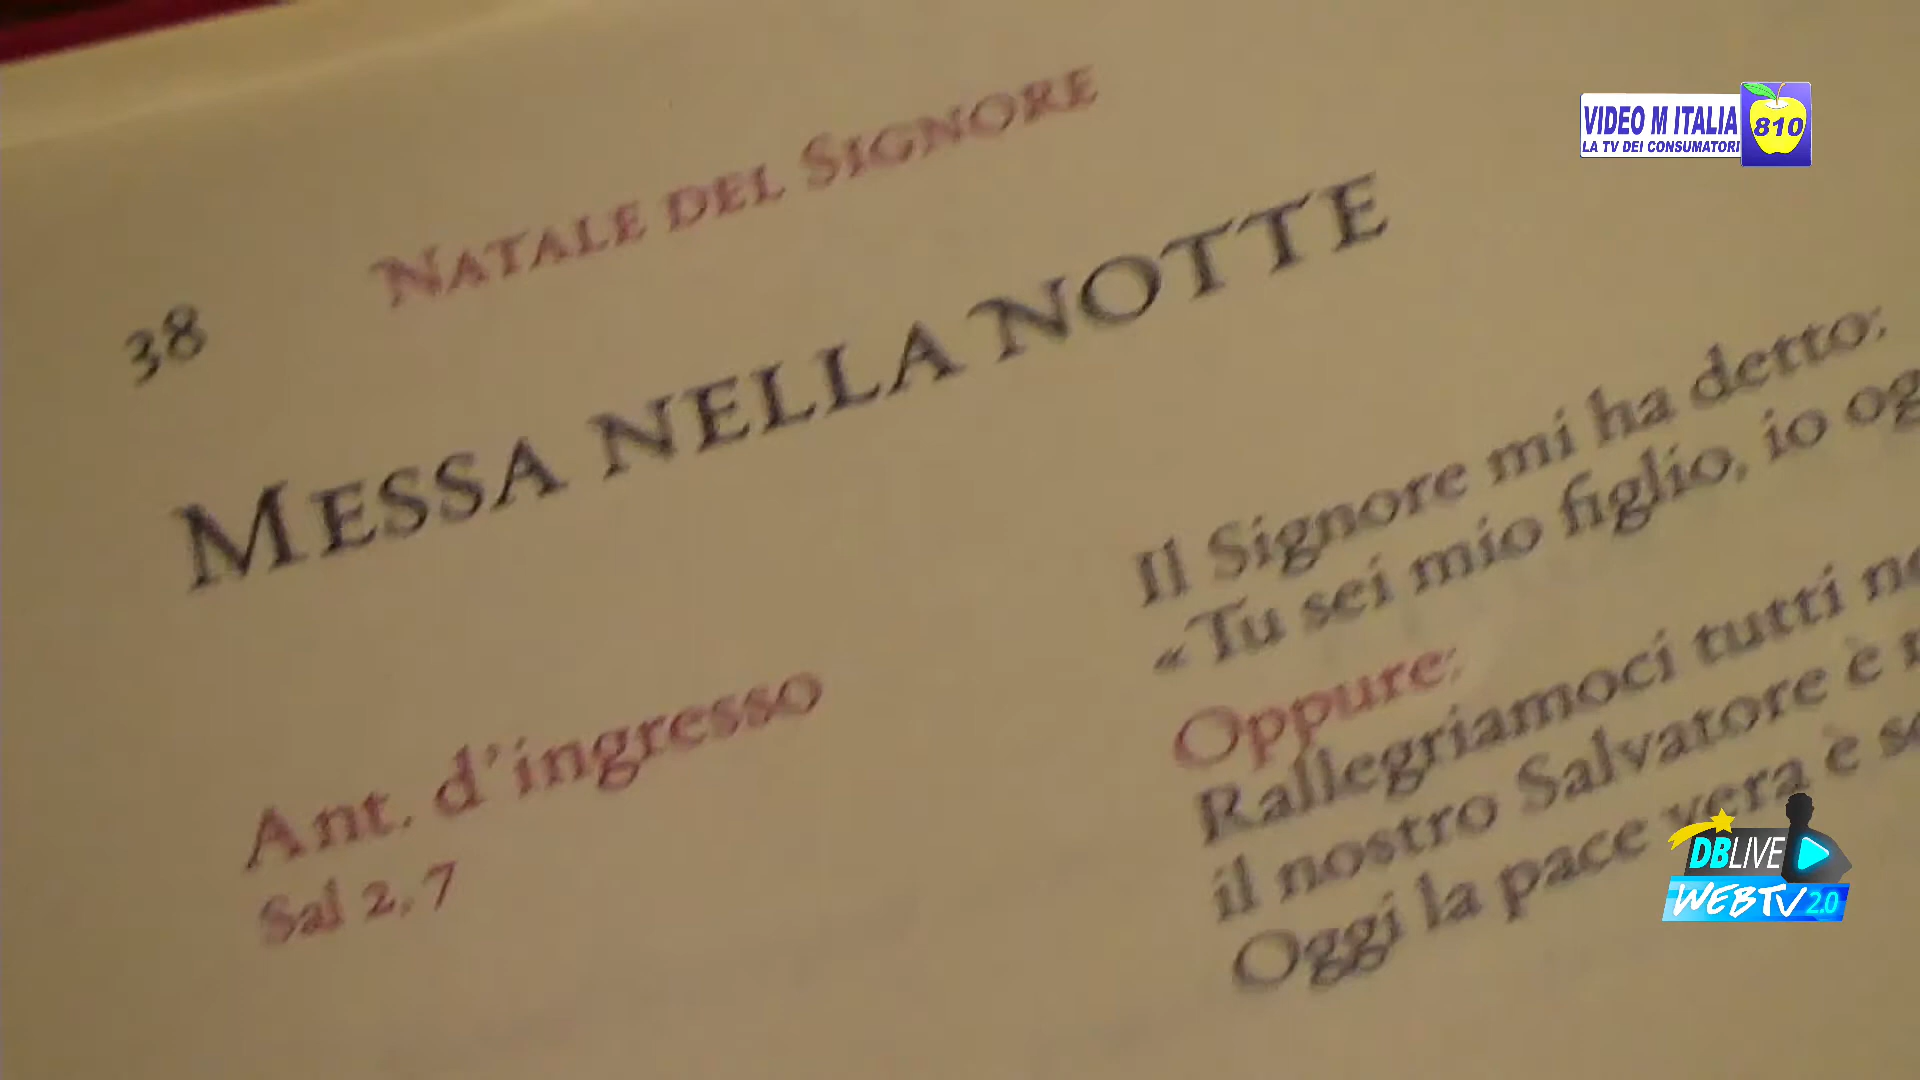 VIDEO M ITALIA
LA TV DEI CONSUMATORI
810
NATALE DEL SIGNORE
38
MESSA NELLA NOTTE
Il Signore mi ha detto:
«Tu sei mio figlio, io
Ant. d'ingresso
Sal 2, 7
Oppure:
Rallegriamoci tutti
il nostro Salvatore è
Oggi la pace vera è
DBLIVE
WEBTV 2.0